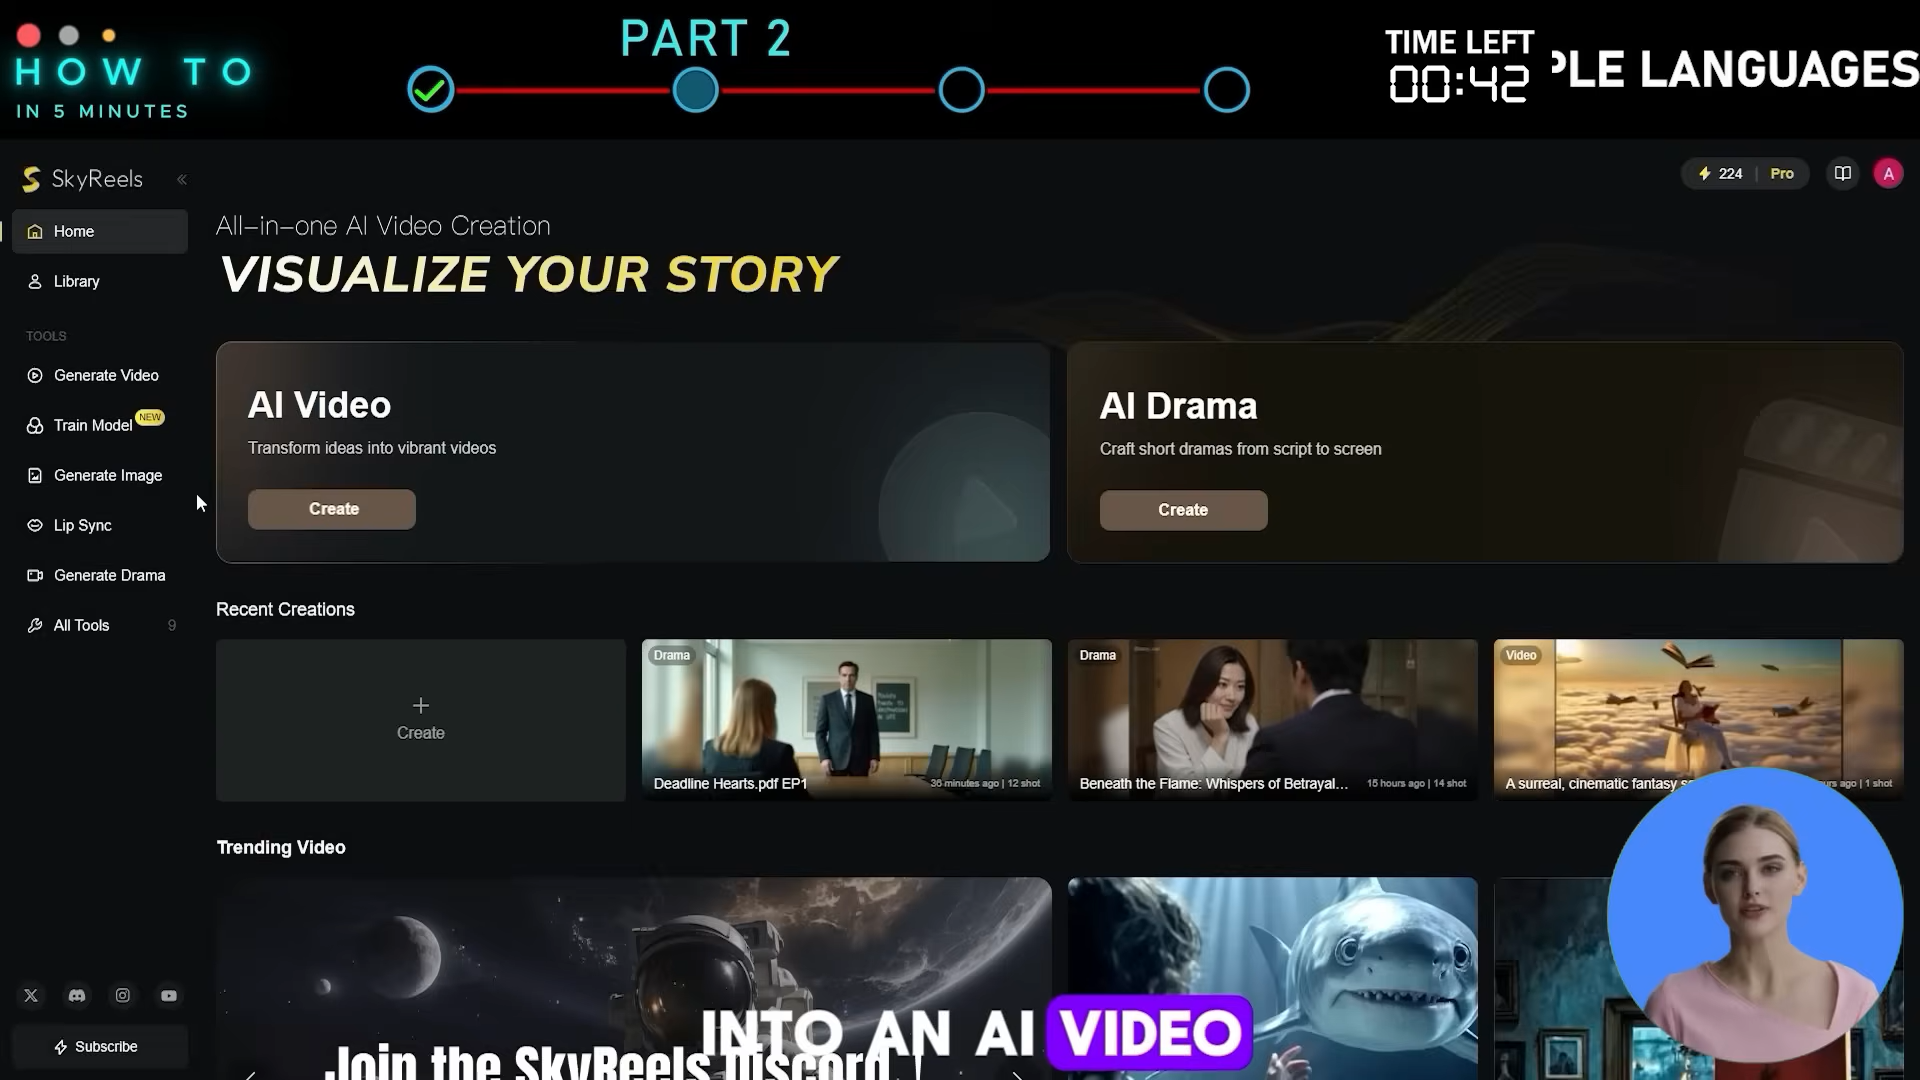 HOW TO
IN 5 MINUTES
PART 2
TIME LEFT
00:42
PLE LANGUAGES
SkyReels
224
Pro
A
Home
Library
TOOLS
Generate Video
Train Model
NEW
Generate Image
Lip Sync
Generate Drama
All Tools
9
Subscribe
All-in-one AI Video Creation
VISUALIZE YOUR STORY
AI Video
Transform ideas into vibrant videos
Create
AI Drama
Craft short dramas from script to screen
Create
Recent Creations
Create
Drama
Deadline Hearts.pdf EP1
36 minutes ago | 12 shot
Drama
Beneath the Flame: Whispers of Betrayal...
15 hours ago | 14 shot
Video
A surreal, cinematic fantasy
ago | 1 shot
Trending Video
INTO AN AI VIDEO
Join the SkyReels Discord